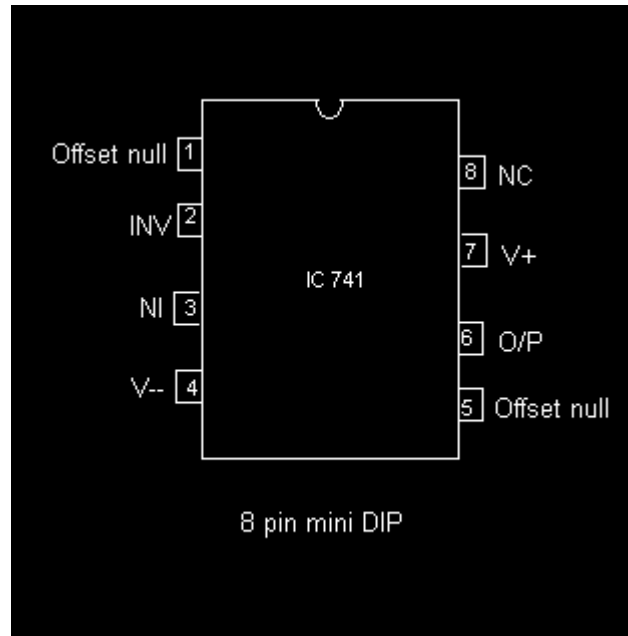 Offset null 1
8 NC
INV 2
7 V+
IC 741
NI 3
6 O/P
V-- 4
5 Offset null
8 pin mini DIP